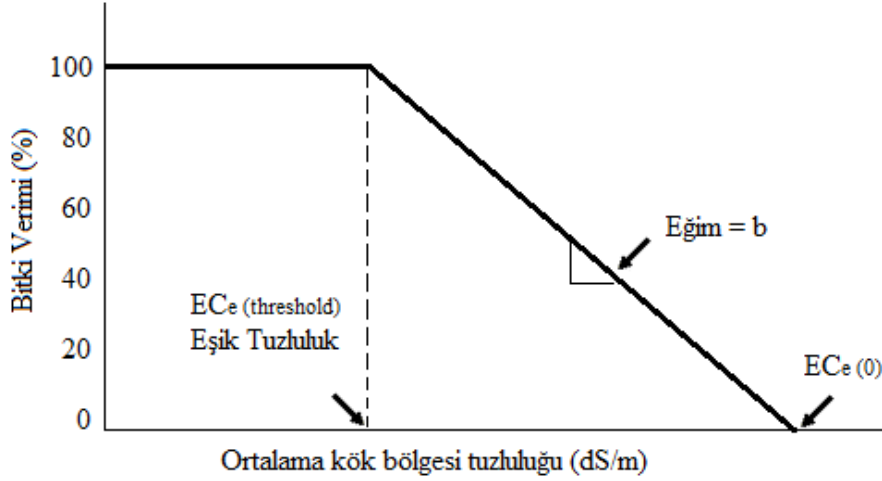 Bitki Verimi (%)
100
80
60
40
20
0
ECe (threshold)
Eşik Tuzluluk
Eğim = b
ECe (0)
Ortalama kök bölgesi tuzluluğu (dS/m)